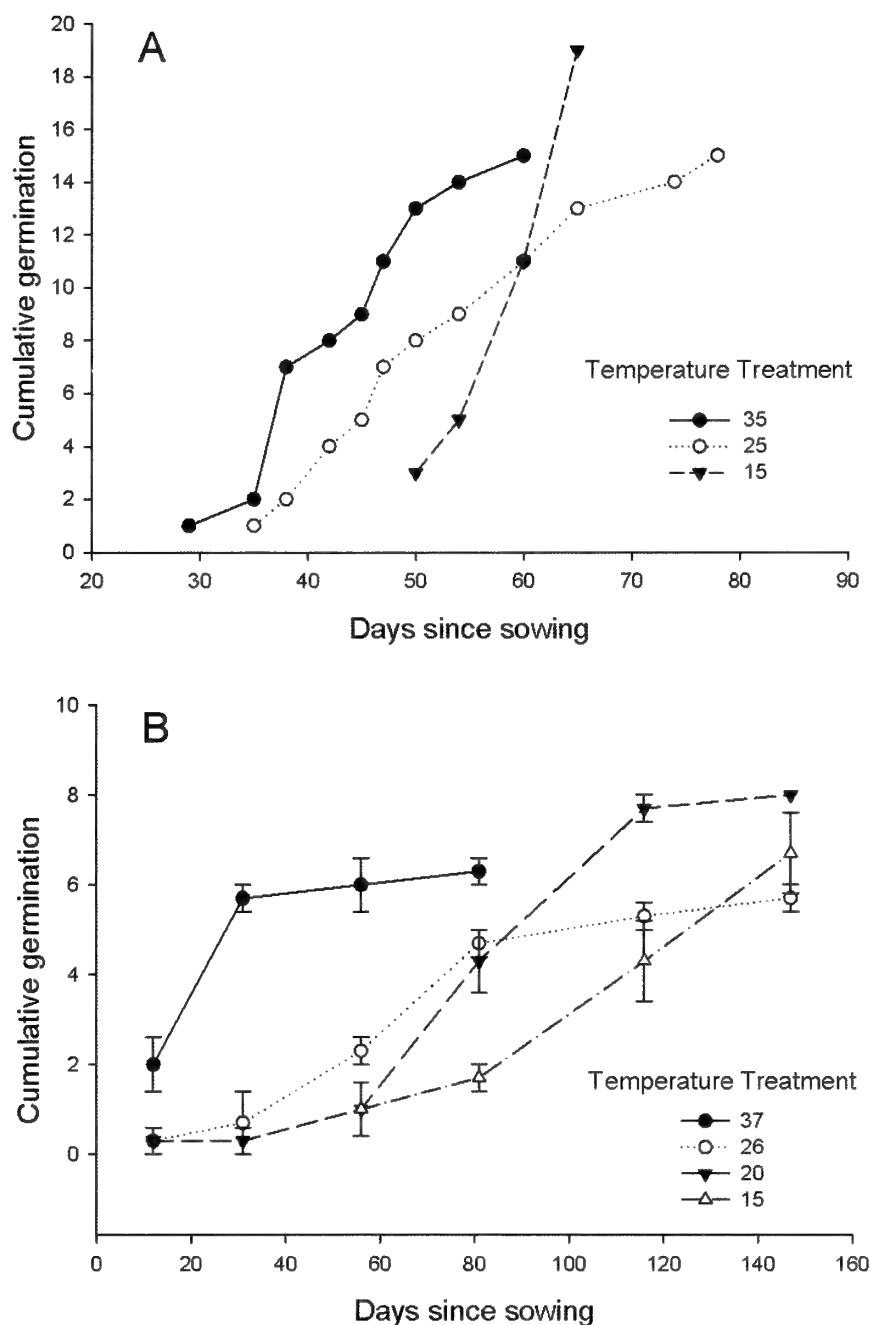 A
20
18
16
14
12
10
8
6
4
2
0
Cumulative germination
Temperature Treatment
35
25
15
20 30 40 50 60 70 80 90
Days since sowing
B
10
8
6
4
2
0
Cumulative germination
Temperature Treatment
37
26
20
15
0 20 40 60 80 100 120 140 160
Days since sowing